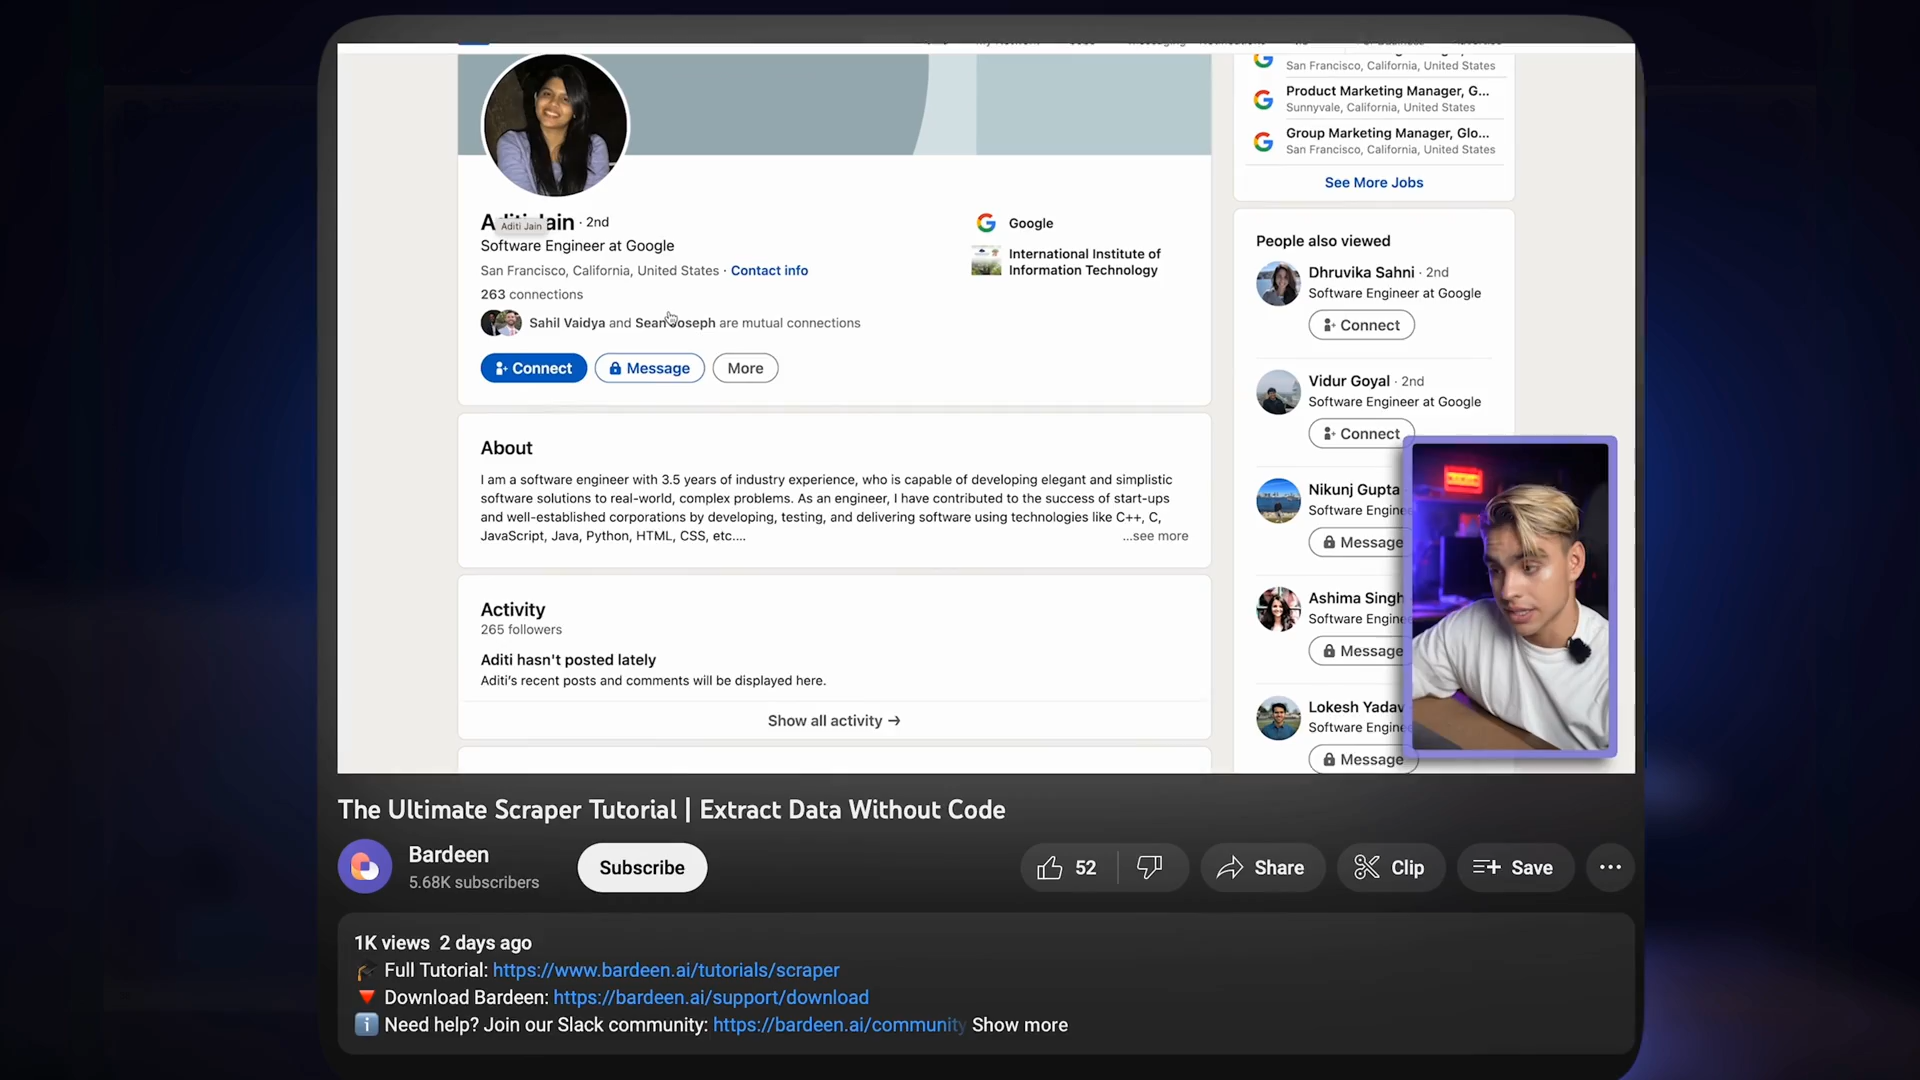 San Francisco, California, United States
Product Marketing Manager, G...
Sunnyvale, California, United States
Group Marketing Manager, Glo...
San Francisco, California, United States
See More Jobs
Aditi Jain · 2nd
Aditi Jain
Software Engineer at Google
San Francisco, California, United States · Contact info
263 connections
Sahil Vaidya and Sean Joseph are mutual connections
Connect
Message
More
Google
International Institute of
Information Technology
About
I am a software engineer with 3.5 years of industry experience, who is capable of developing elegant and simplistic
software solutions to real-world, complex problems. As an engineer, I have contributed to the success of start-ups
and well-established corporations by developing, testing, and delivering software using technologies like C++, C,
JavaScript, Java, Python, HTML, CSS, etc....
...see more
Activity
265 followers
Aditi hasn't posted lately
Aditi's recent posts and comments will be displayed here.
Show all activity →
People also viewed
Dhruvika Sahni · 2nd
Software Engineer at Google
Connect
Vidur Goyal · 2nd
Software Engineer at Google
Connect
Nikunj Gupta
Software Engine
Message
Ashima Singh
Software Engine
Message
Lokesh Yadav
Software Engine
Message
The Ultimate Scraper Tutorial | Extract Data Without Code
Bardeen
5.68K subscribers
Subscribe
52
Share
Clip
Save
1K views 2 days ago
Full Tutorial: https://www.bardeen.ai/tutorials/scraper
Download Bardeen: https://bardeen.ai/support/download
Need help? Join our Slack community: https://bardeen.ai/community Show more